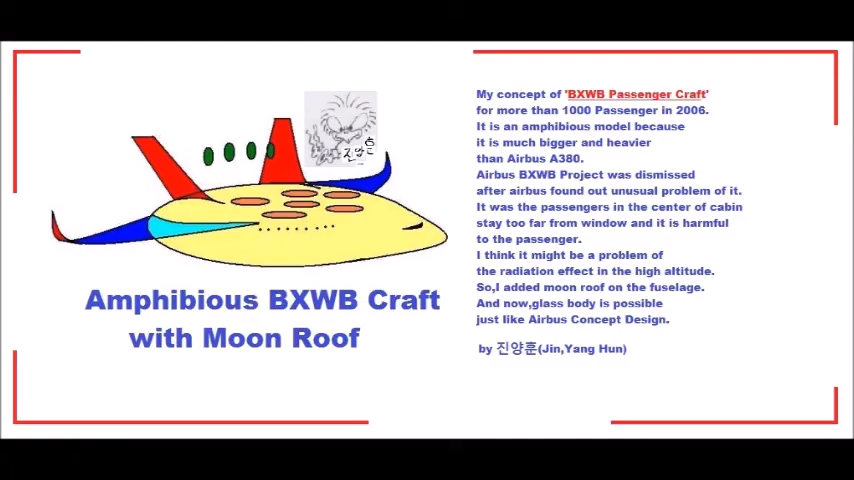 진양훈
Amphibious BXWB Craft
with Moon Roof
My concept of 'BXWB Passenger Craft'
for more than 1000 Passenger in 2006.
It is an amphibious model because
it is much bigger and heavier
than Airbus A380.
Airbus BXWB Project was dismissed
after airbus found out unusual problem of it.
It was the passengers in the center of cabin
stay too far from window and it is harmful
to the passenger.
I think it might be a problem of
the radiation effect in the high altitude.
So,I added moon roof on the fuselage.
And now,glass body is possible
just like Airbus Concept Design.
by 진양훈(Jin,Yang Hun)